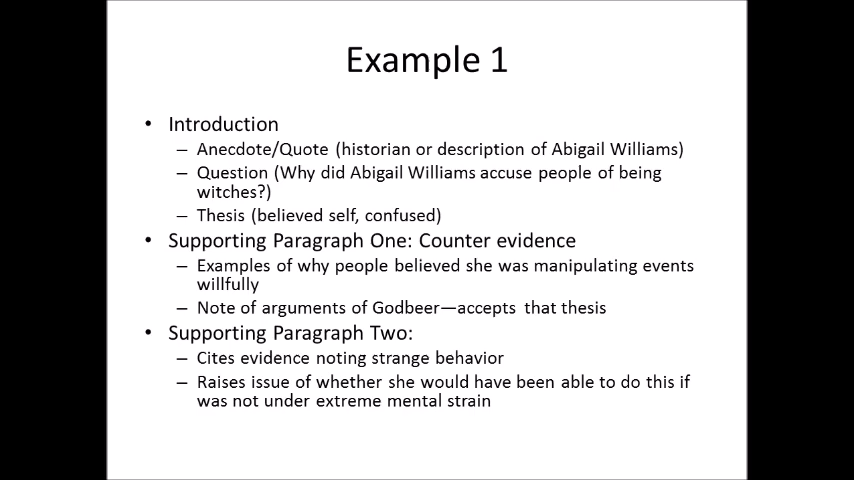 Example 1
• Introduction
– Anecdote/Quote (historian or description of Abigail Williams)
– Question (Why did Abigail Williams accuse people of being
witches?)
– Thesis (believed self, confused)
• Supporting Paragraph One: Counter evidence
– Examples of why people believed she was manipulating events
willfully
– Note of arguments of Godbeer—accepts that thesis
• Supporting Paragraph Two:
– Cites evidence noting strange behavior
– Raises issue of whether she would have been able to do this if
was not under extreme mental strain